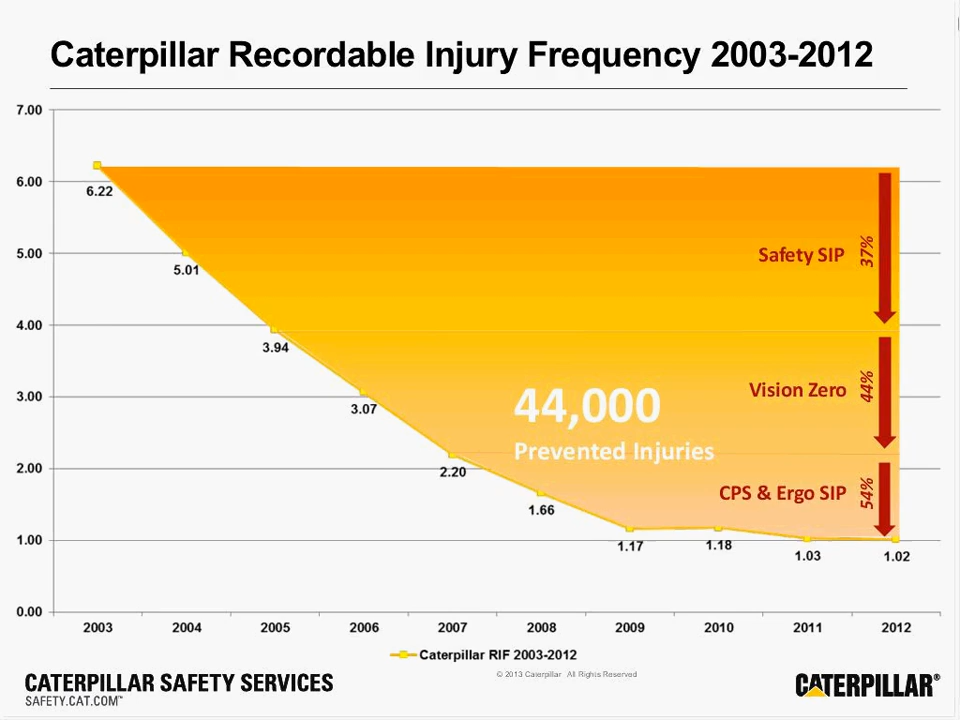 Caterpillar Recordable Injury Frequency 2003-2012
7.00
6.00
5.00
4.00
3.00
2.00
1.00
0.00
6.22
5.01
3.94
3.07
2.20
1.66
1.17
1.18
1.03
1.02
Safety SIP
37%
Vision Zero
44%
CPS & Ergo SIP
54%
44,000
Prevented Injuries
2003 2004 2005 2006 2007 2008 2009 2010 2011 2012
Caterpillar RIF 2003-2012
© 2013 Caterpillar All Rights Reserved
CATERPILLAR SAFETY SERVICES
SAFETY.CAT.COM™
CATERPILLAR®